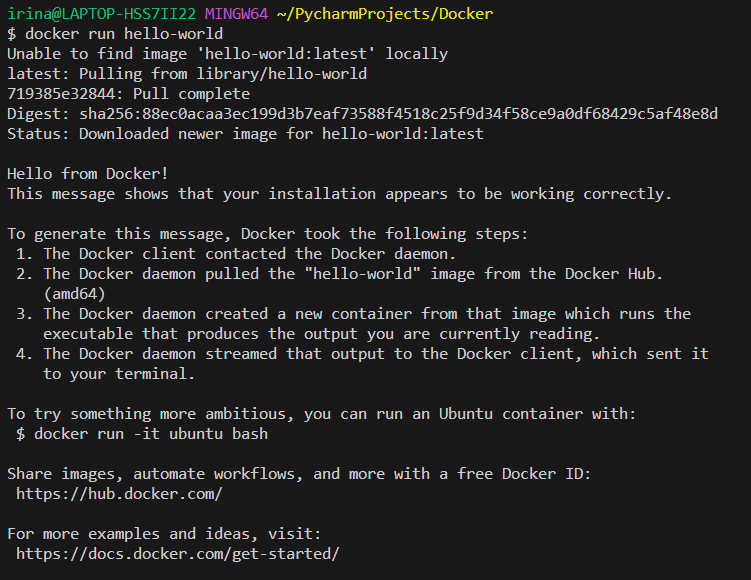 irina@LAPTOP-HSS7II22 MINGW64 ~/PycharmProjects/Docker
$ docker run hello-world
Unable to find image 'hello-world:latest' locally
latest: Pulling from library/hello-world
719385e32844: Pull complete
Digest: sha256:88ec0acaa3ec199d3b7eaf73588f4518c25f9d34f58ce9a0df68429c5af48e8d
Status: Downloaded newer image for hello-world:latest

Hello from Docker!
This message shows that your installation appears to be working correctly.

To generate this message, Docker took the following steps:
 1. The Docker client contacted the Docker daemon.
 2. The Docker daemon pulled the "hello-world" image from the Docker Hub.
    (amd64)
 3. The Docker daemon created a new container from that image which runs the
    executable that produces the output you are currently reading.
 4. The Docker daemon streamed that output to the Docker client, which sent it
    to your terminal.

To try something more ambitious, you can run an Ubuntu container with:
 $ docker run -it ubuntu bash

Share images, automate workflows, and more with a free Docker ID:
 https://hub.docker.com/

For more examples and ideas, visit:
 https://docs.docker.com/get-started/